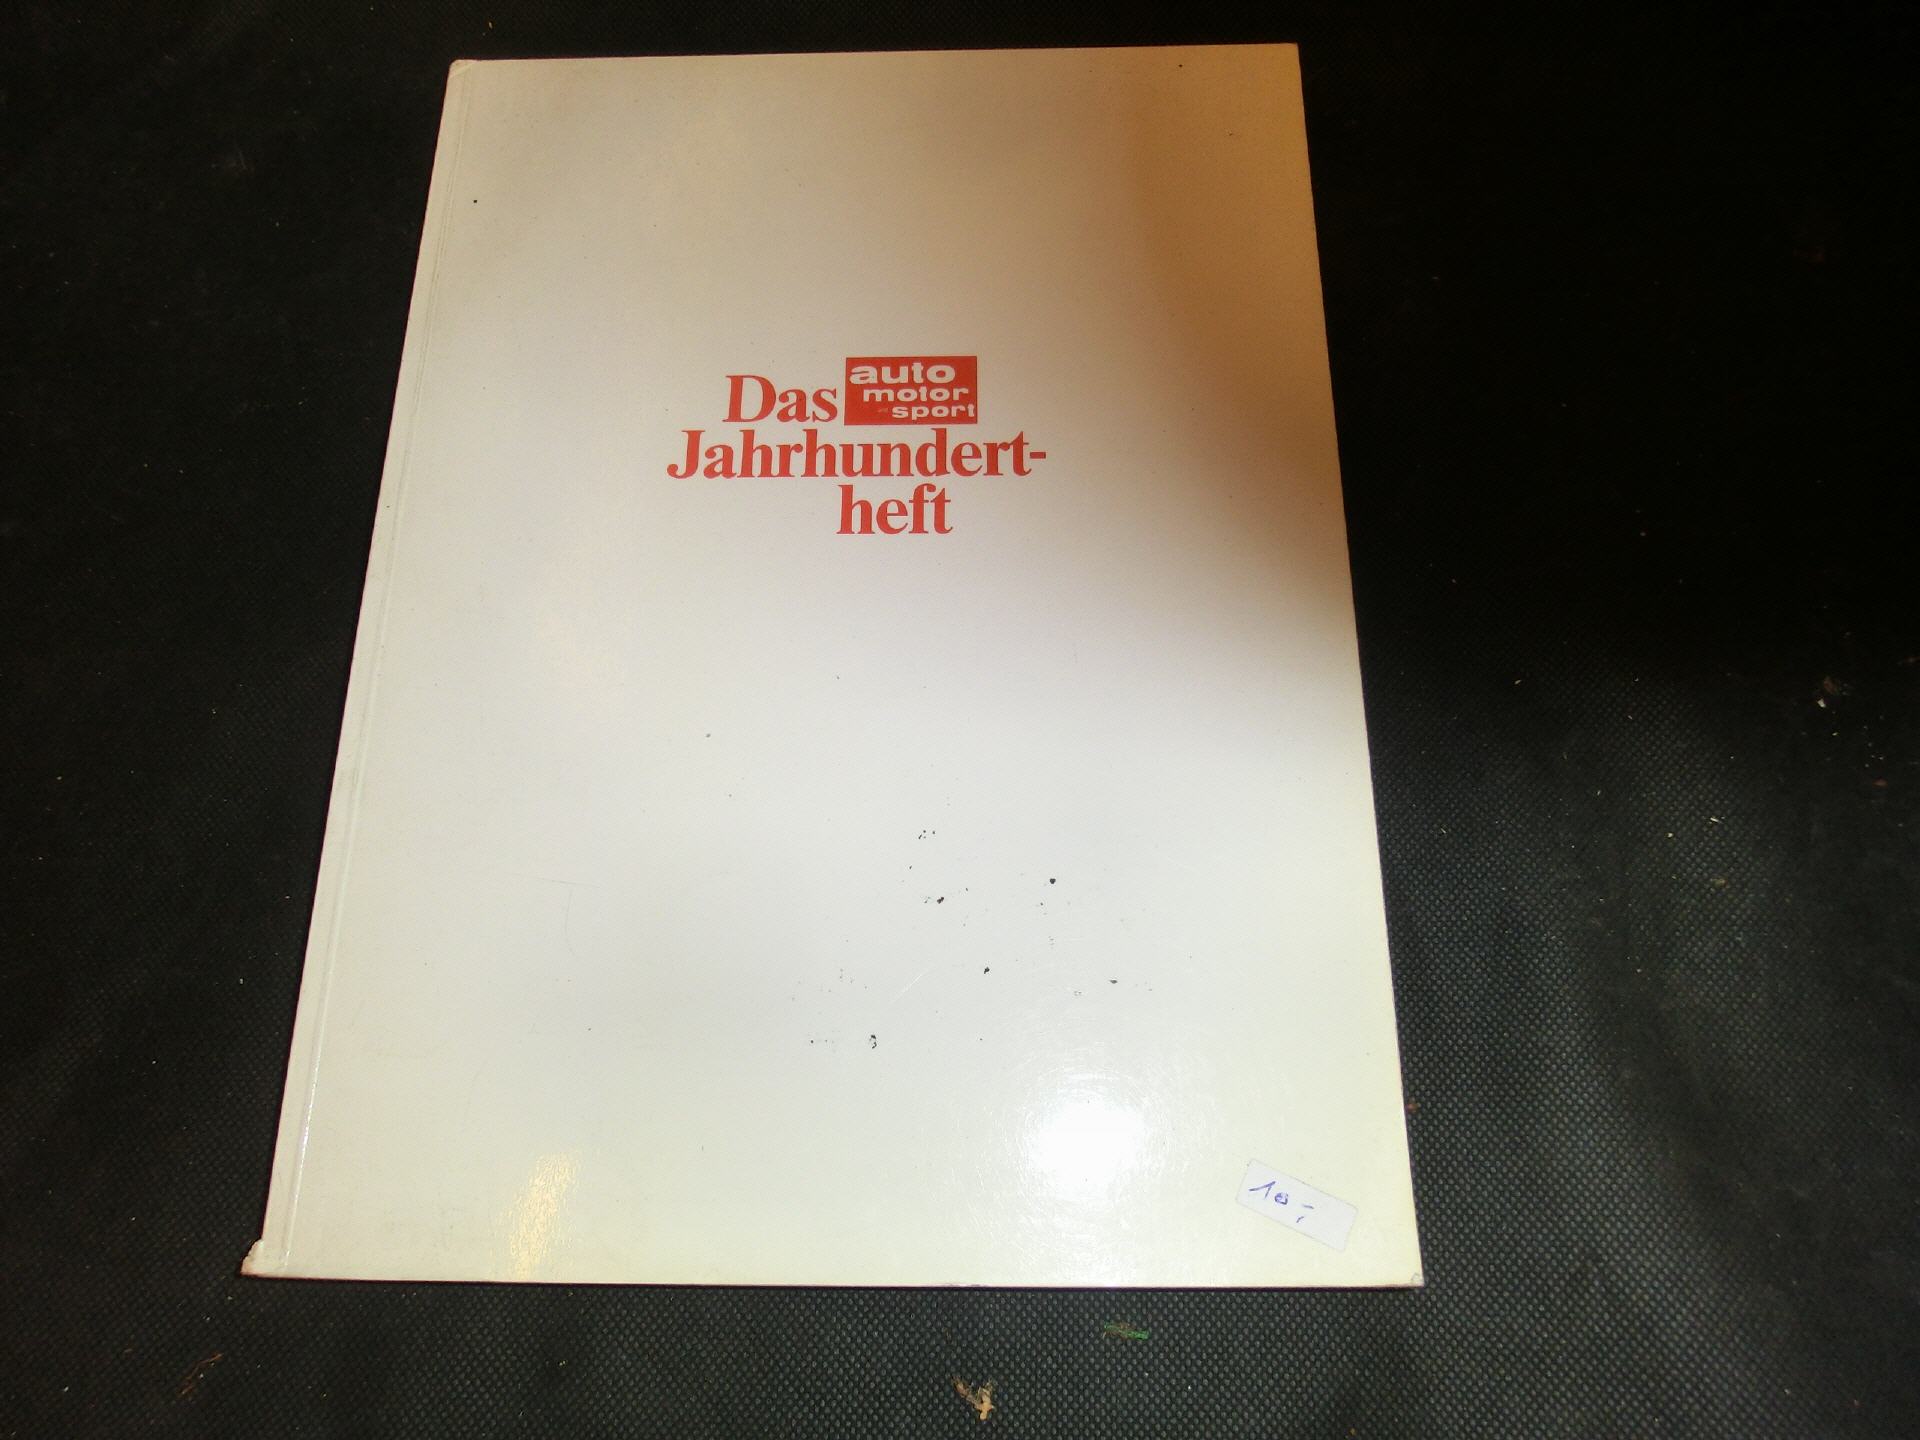 Das auto
motor
sport
Jahrhundert-
heft
10,-